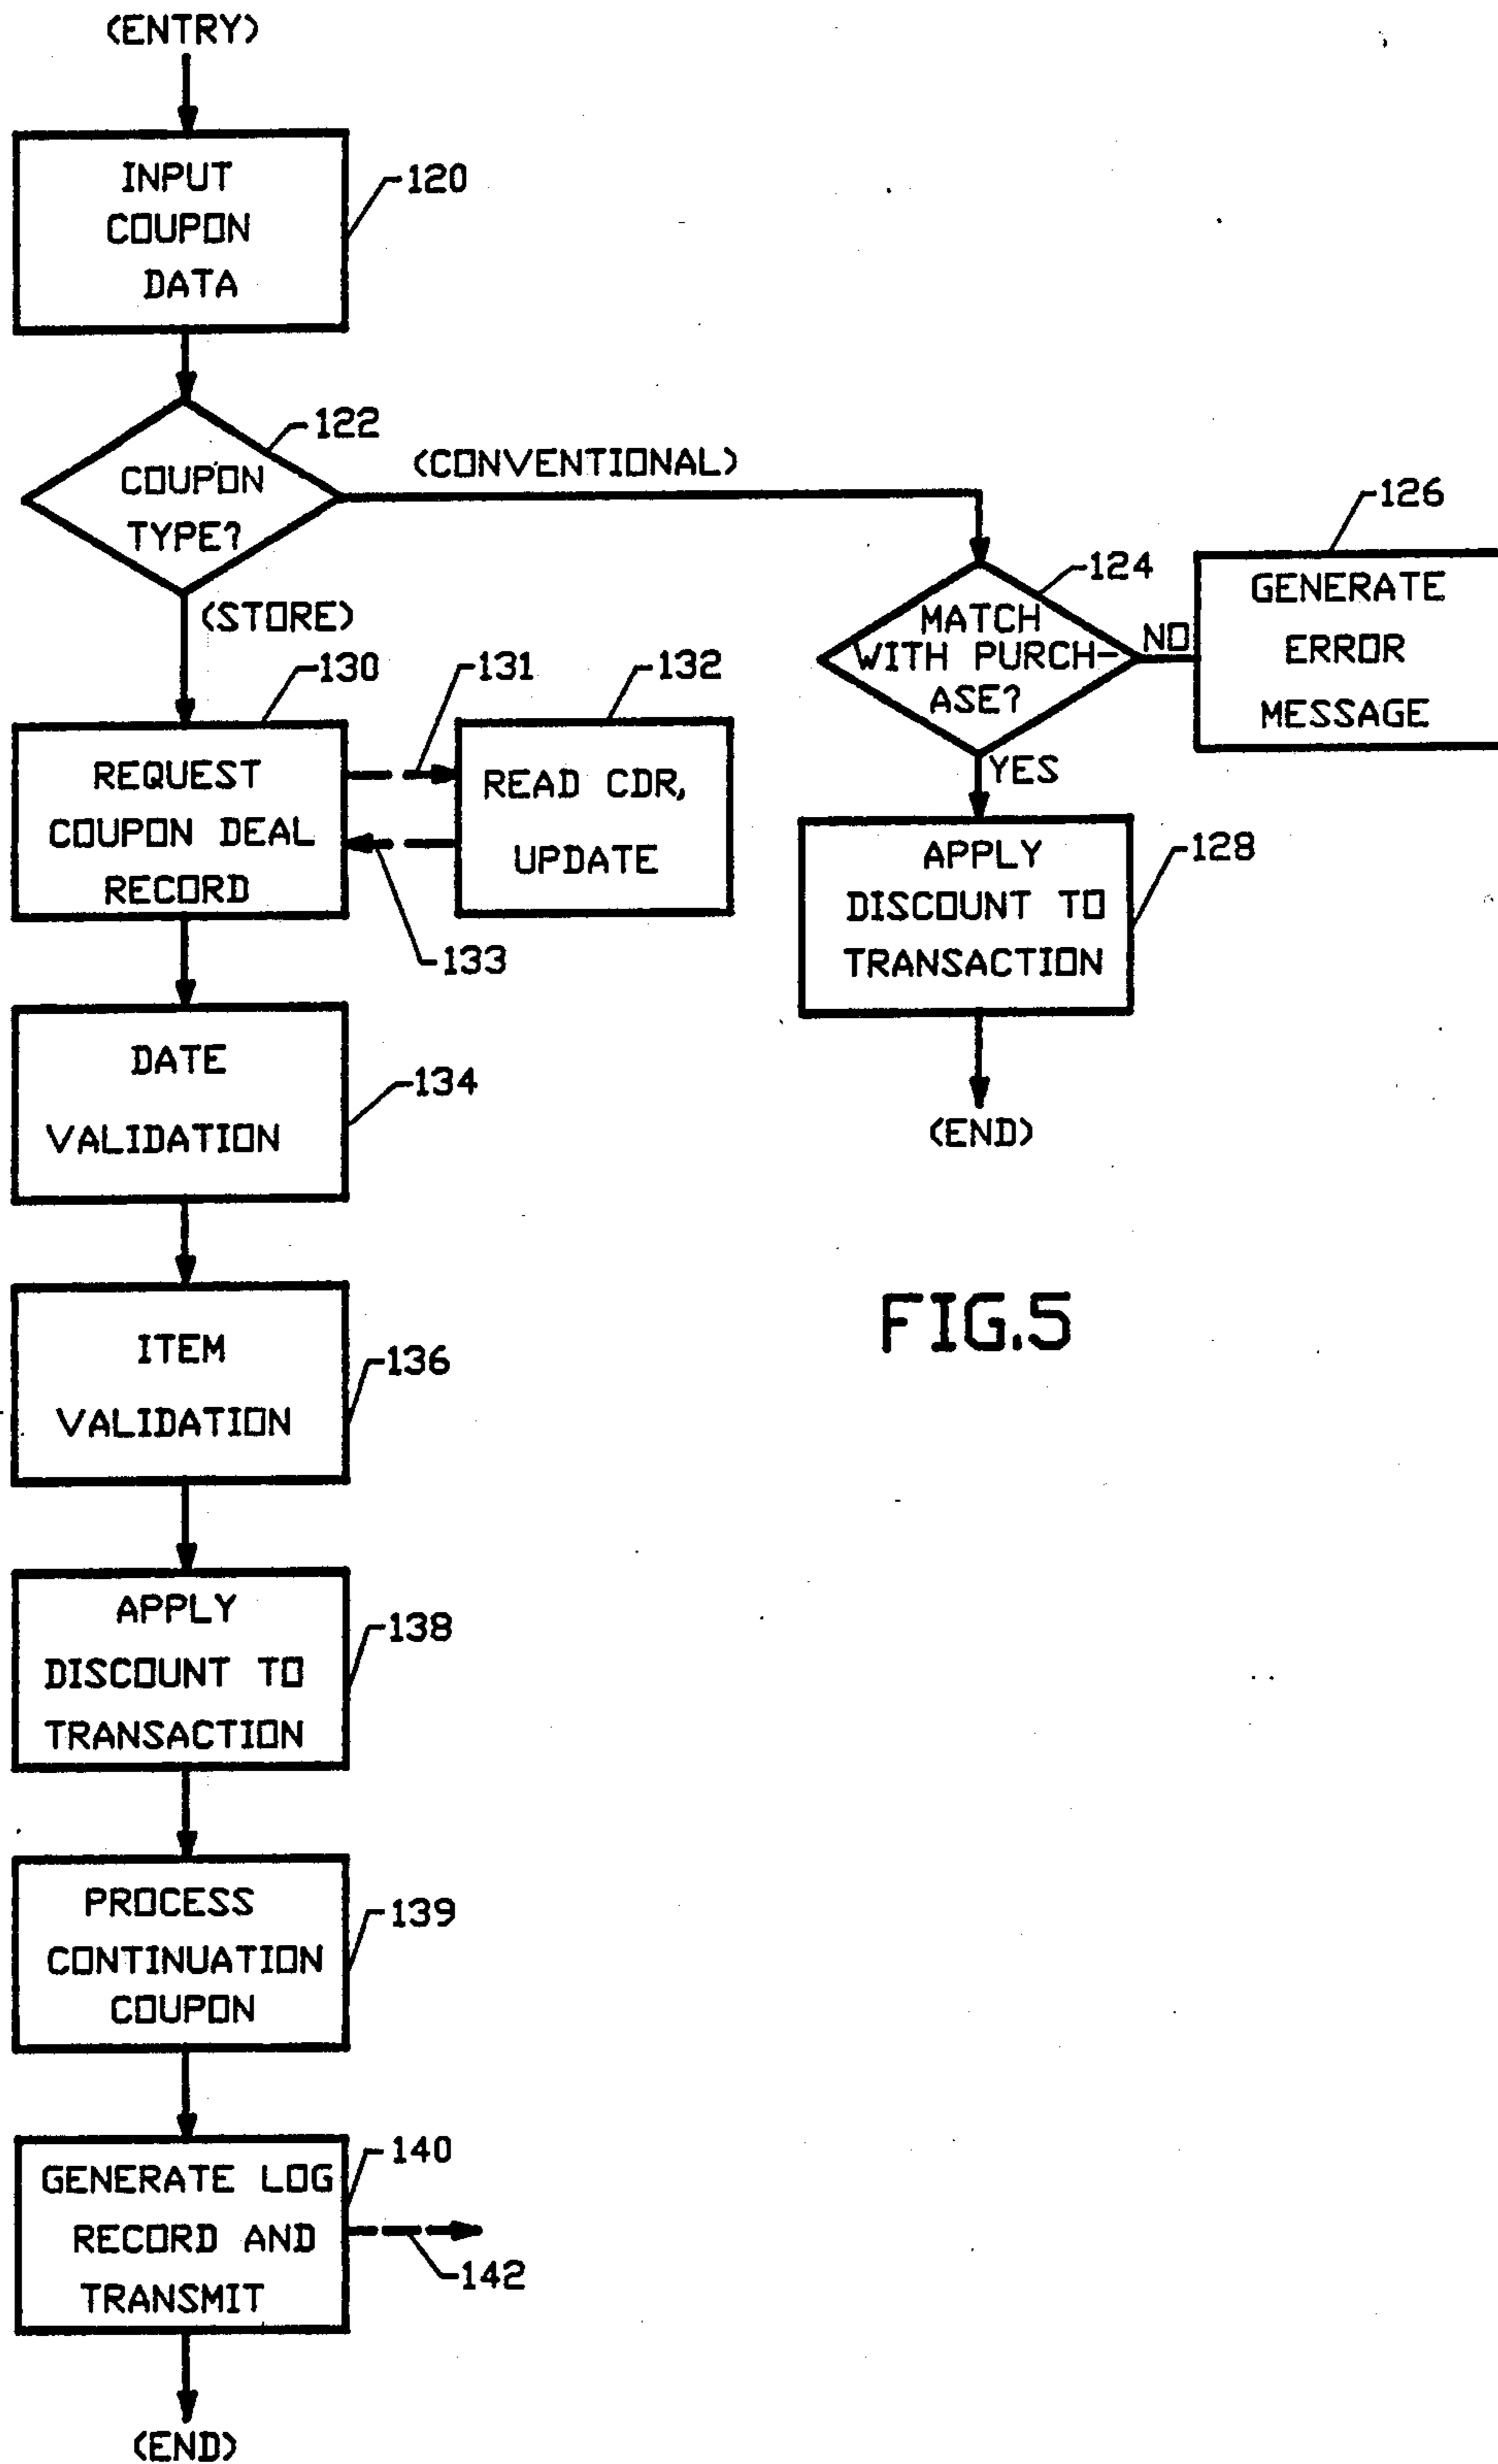 (ENTRY)
INPUT
COUPON
DATA
120
COUPON
TYPE?
122
(CONVENTIONAL)
(STORE)
MATCH
WITH PURCH-
ASE?
124
NO
GENERATE
ERROR
MESSAGE
126
YES
APPLY
DISCOUNT TO
TRANSACTION
128
(END)
REQUEST
COUPON DEAL
RECORD
130
131
READ CDR,
UPDATE
132
133
DATE
VALIDATION
134
ITEM
VALIDATION
136
FIG.5
APPLY
DISCOUNT TO
TRANSACTION
138
PROCESS
CONTINUATION
COUPON
139
GENERATE LOG
RECORD AND
TRANSMIT
140
142
(END)